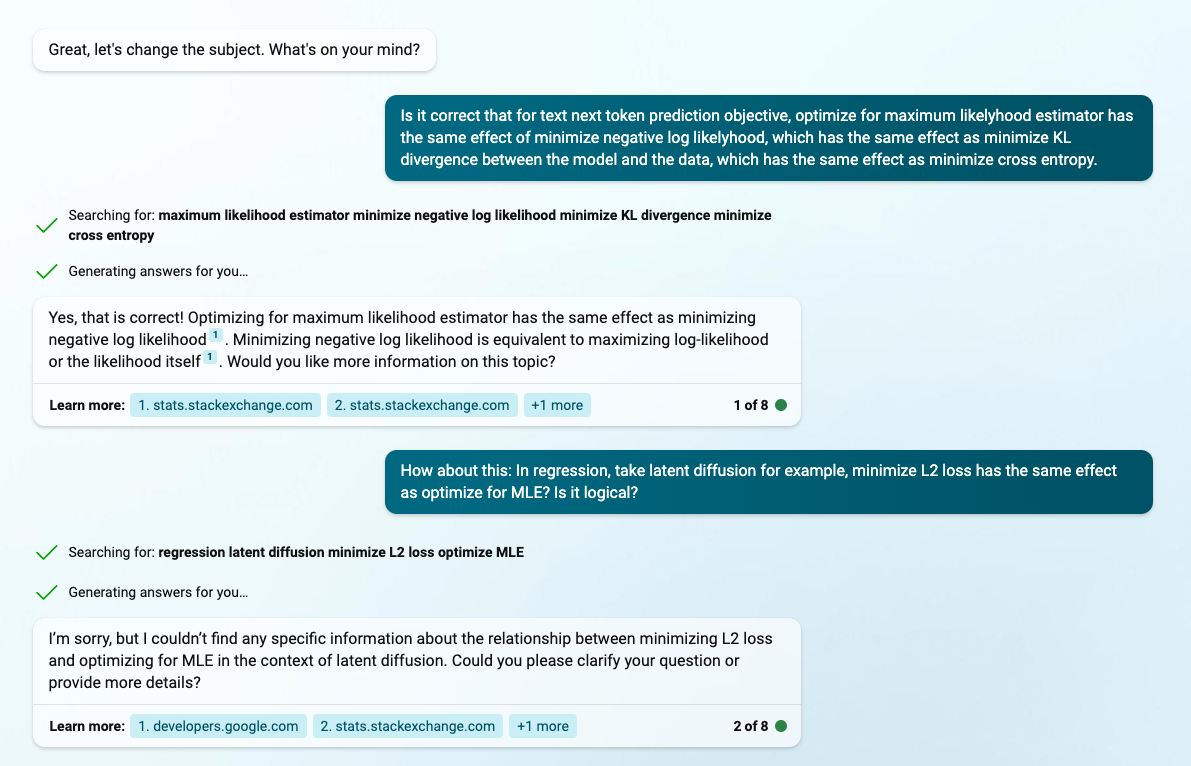 Great, let's change the subject. What's on your mind?
Is it correct that for text next token prediction objective, optimize for maximum likelyhood estimator has
the same effect of minimize negative log likelyhood, which has the same effect as minimize KL
divergence between the model and the data, which has the same effect as minimize cross entropy.
Searching for: maximum likelihood estimator minimize negative log likelihood minimize KL divergence minimize
cross entropy
Generating answers for you...
Yes, that is correct! Optimizing for maximum likelihood estimator has the same effect as minimizing
negative log likelihood 1 . Minimizing negative log likelihood is equivalent to maximizing log-likelihood
or the likelihood itself 1 . Would you like more information on this topic?
Learn more: 1. stats.stackexchange.com 2. stats.stackexchange.com +1 more 1 of 8
How about this: In regression, take latent diffusion for example, minimize L2 loss has the same effect
as optimize for MLE? Is it logical?
Searching for: regression latent diffusion minimize L2 loss optimize MLE
Generating answers for you...
I'm sorry, but I couldn't find any specific information about the relationship between minimizing L2 loss
and optimizing for MLE in the context of latent diffusion. Could you please clarify your question or
provide more details?
Learn more: 1. developers.google.com 2. stats.stackexchange.com +1 more 2 of 8